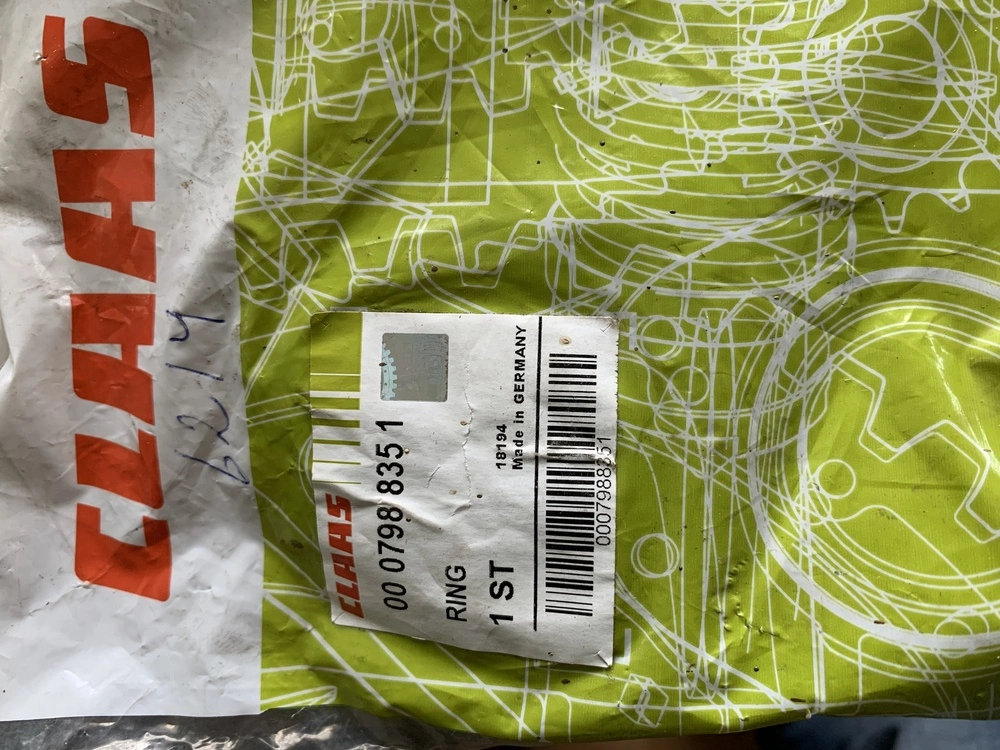 CLAAS
6214
CLAAS
00 0798 835 1
RING
1 ST
18194
Made in GERMANY
0007988351